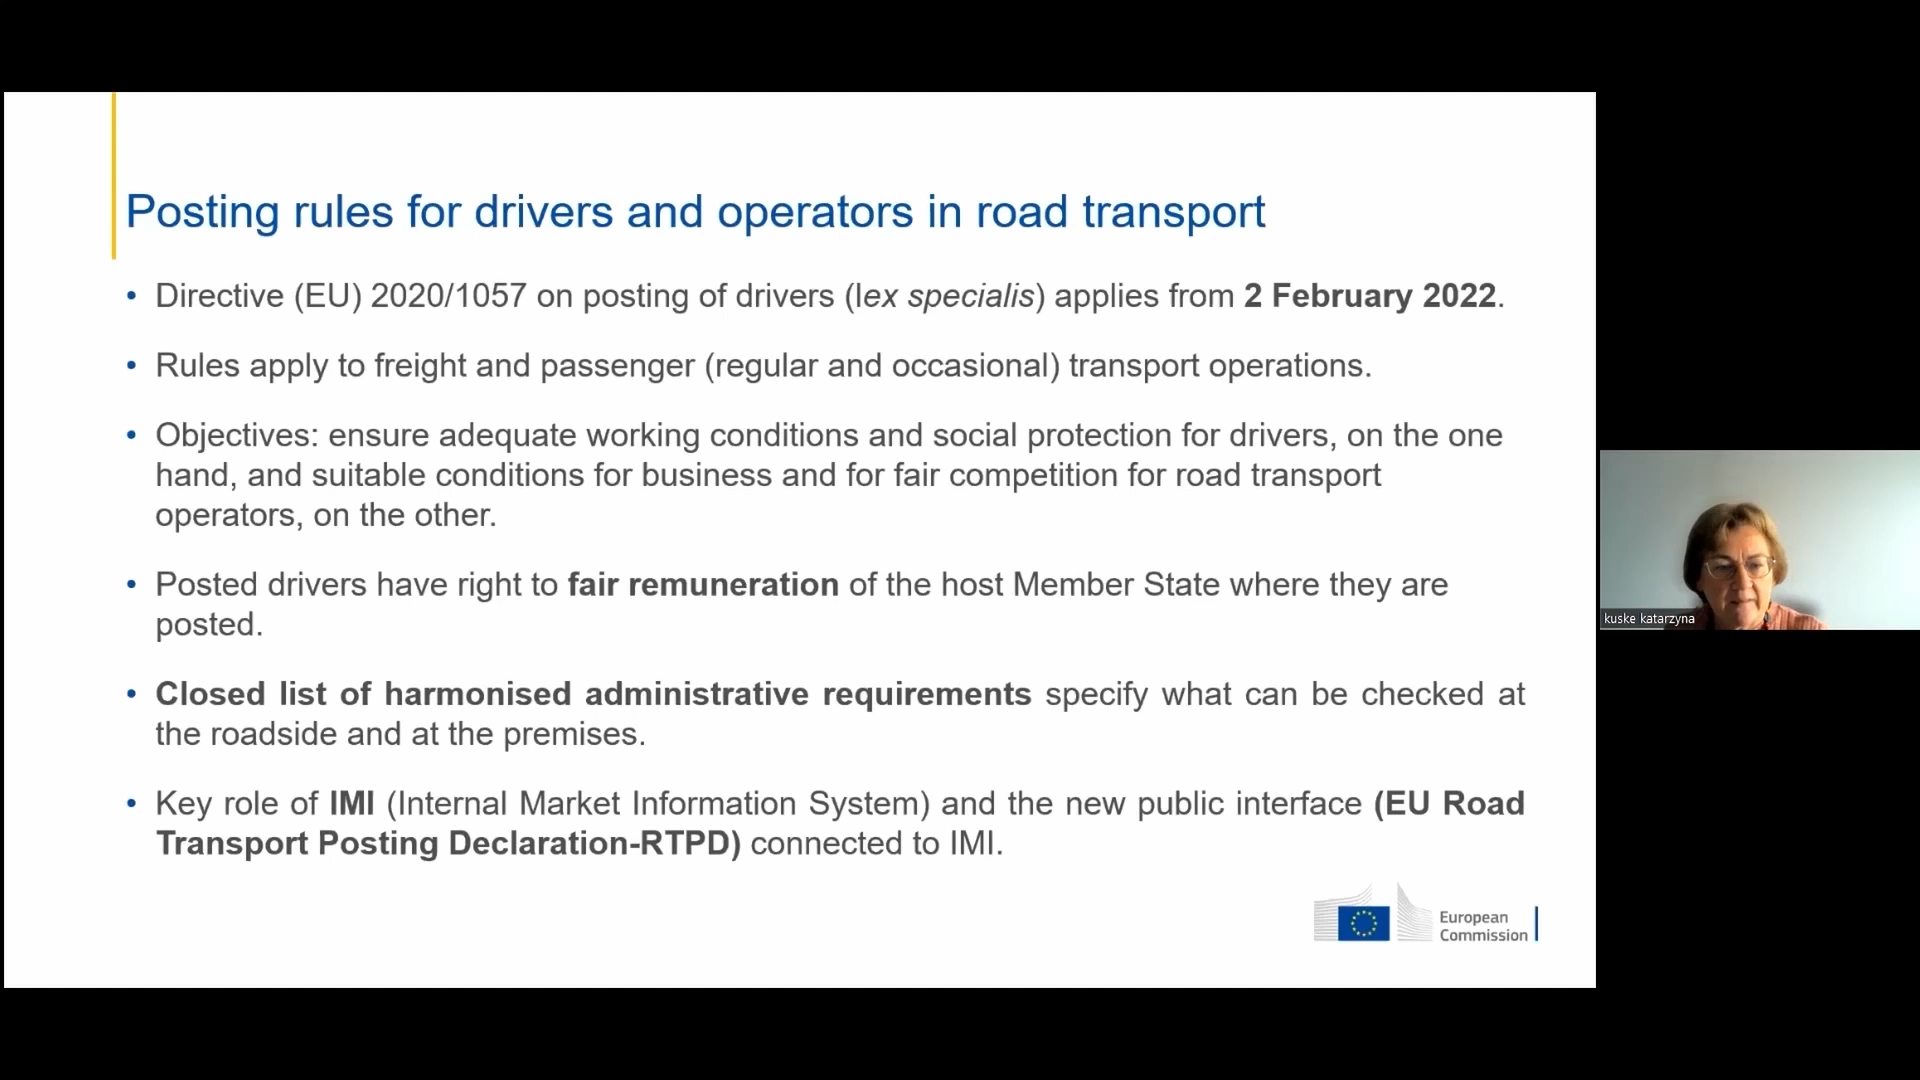 Posting rules for drivers and operators in road transport
• Directive (EU) 2020/1057 on posting of drivers (lex specialis) applies from 2 February 2022.
• Rules apply to freight and passenger (regular and occasional) transport operations.
• Objectives: ensure adequate working conditions and social protection for drivers, on the one
hand, and suitable conditions for business and for fair competition for road transport
operators, on the other.
• Posted drivers have right to fair remuneration of the host Member State where they are
posted.
• Closed list of harmonised administrative requirements specify what can be checked at
the roadside and at the premises.
• Key role of IMI (Internal Market Information System) and the new public interface (EU Road
Transport Posting Declaration-RTPD) connected to IMI.
European
Commission
kuske katarzyna